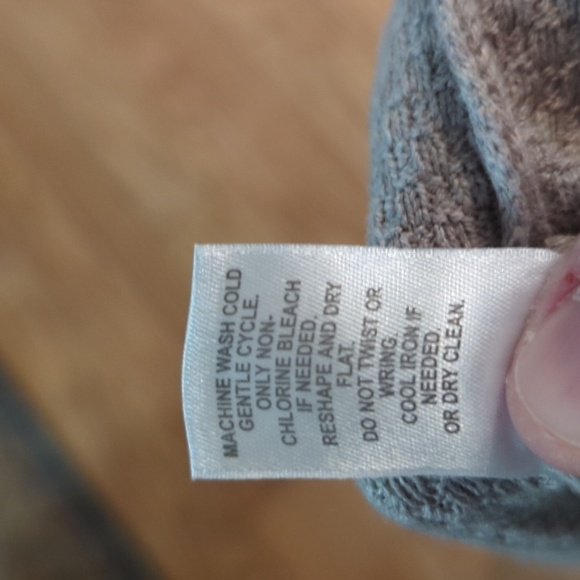 MACHINE WASH COLD
GENTLE CYCLE.
ONLY NON-
CHLORINE BLEACH
IF NEEDED.
RESHAPE AND DRY
FLAT.
DO NOT TWIST OR
WRING.
COOL IRON IF
NEEDED.
OR DRY CLEAN.